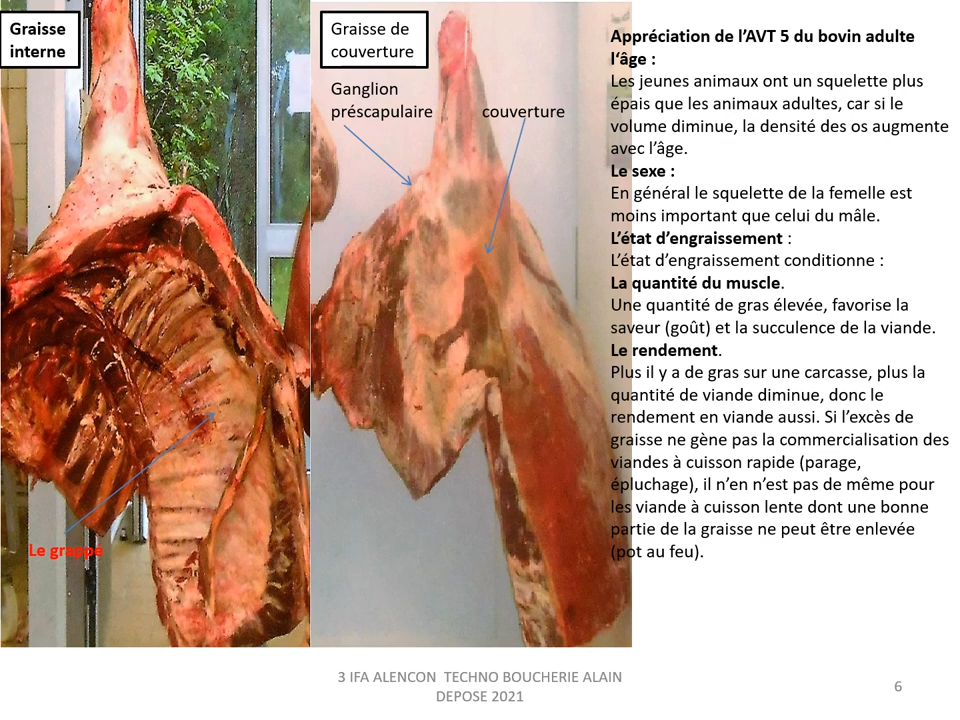 Graisse
interne
Graisse de
couverture
Ganglion
préscapulaire
couverture
Le grappé
Appréciation de l’AVT 5 du bovin adulte
l‘âge :
Les jeunes animaux ont un squelette plus
épais que les animaux adultes, car si le
volume diminue, la densité des os augmente
avec l’âge.
Le sexe :
En général le squelette de la femelle est
moins important que celui du mâle.
L’état d’engraissement :
L’état d’engraissement conditionne :
La quantité du muscle.
Une quantité de gras élevée, favorise la
saveur (goût) et la succulence de la viande.
Le rendement.
Plus il y a de gras sur une carcasse, plus la
quantité de viande diminue, donc le
rendement en viande aussi. Si l’excès de
graisse ne gène pas la commercialisation des
viandes à cuisson rapide (parage,
épluchage), il n’en n’est pas de même pour
les viande à cuisson lente dont une bonne
partie de la graisse ne peut être enlevée
(pot au feu).
3 IFA ALENCON TECHNO BOUCHERIE ALAIN
DEPOSE 2021
6